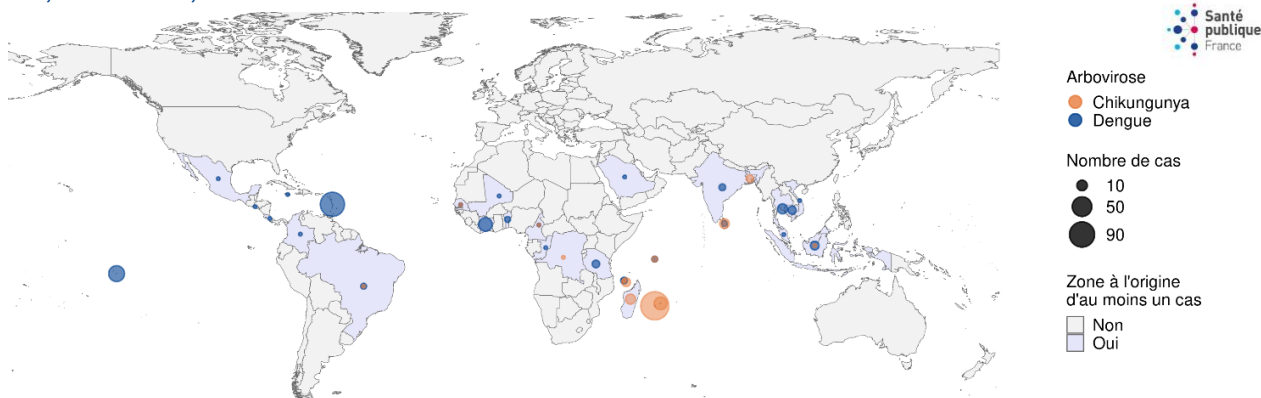 Santé
publique
France
Arbovirose
Chikungunya
Dengue
Nombre de cas
10
50
90
Zone à l'origine
d'au moins un cas
Non
Oui